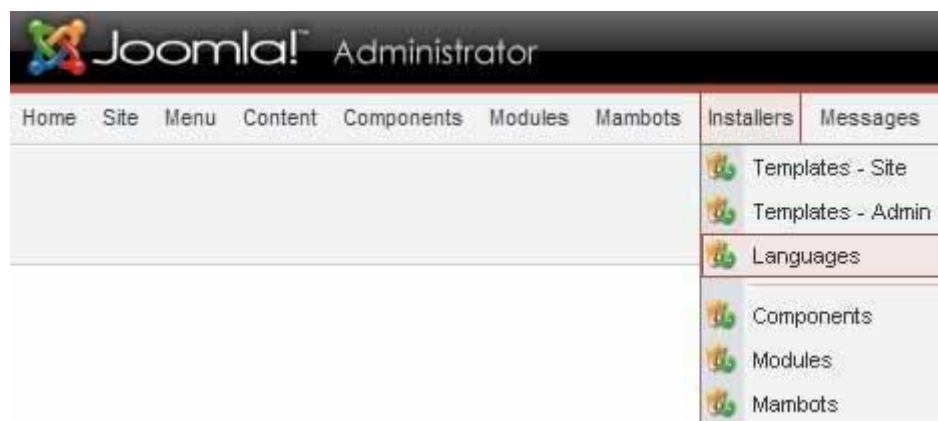 Joomla!™ Administrator
Home Site Menu Content Components Modules Mambots Installers Messages
Templates - Site
Templates - Admin
Languages
Components
Modules
Mambots